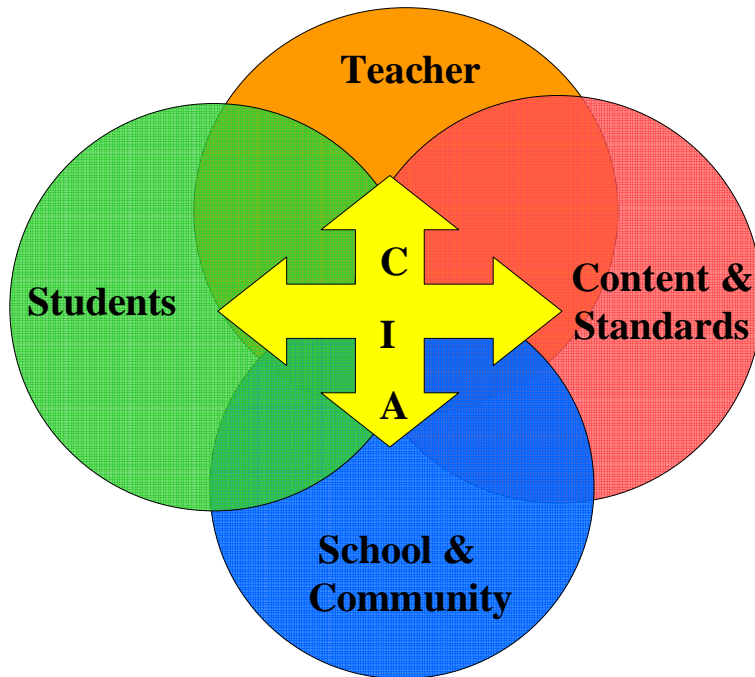 Teacher
C
Students
Content &
Standards
I
A
School &
Community